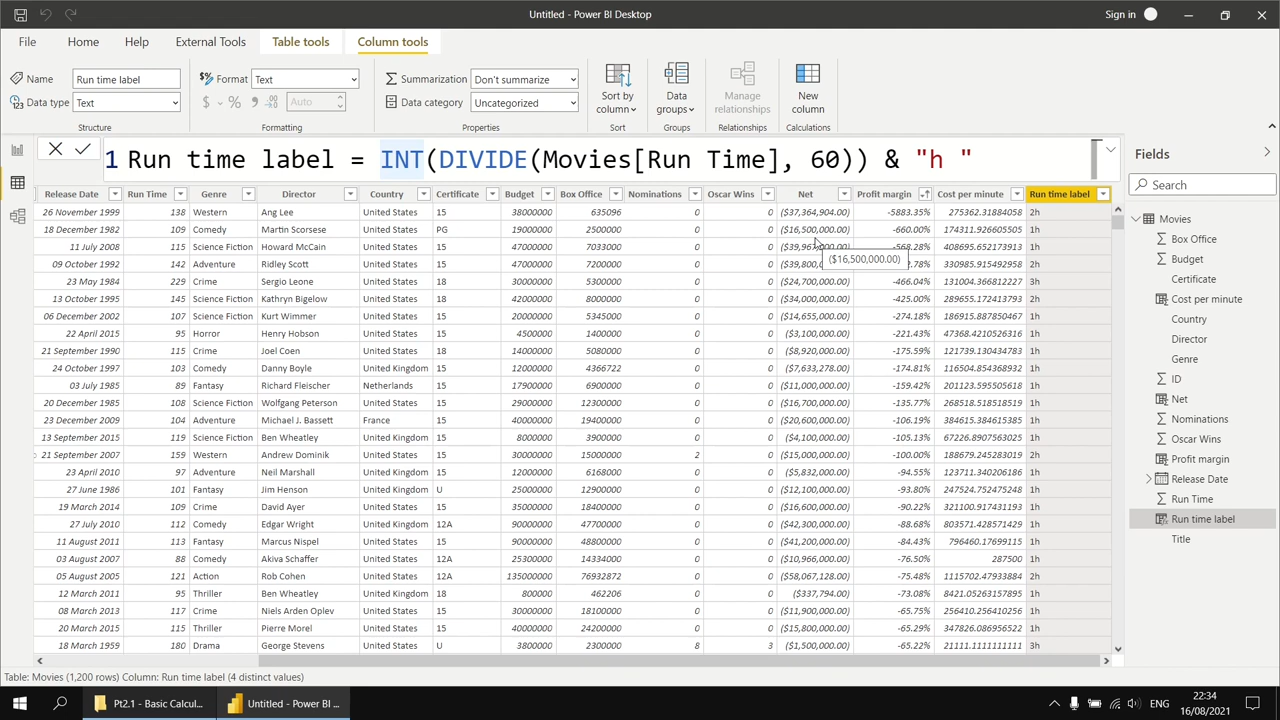 Untitled - Power BI Desktop
Sign in
File Home Help External Tools Table tools Column tools
Name Run time label Format Text Summarization Don't summarize
Data type Text $ % Auto Data category Uncategorized
Sort by column Data groups Manage relationships New column
Structure Formatting Properties Sort Groups Relationships Calculations
1 Run time label = INT(DIVIDE(Movies[Run Time], 60)) & "h "
Release Date Run Time Genre Director Country Certificate Budget Box Office Nominations Oscar Wins Net Profit margin Cost per minute Run time label
26 November 1999 138 Western Ang Lee United States 15 38000000 635096 0 0 ($37,364,904.00) -5883.35% 275362.31884058 2h
18 December 1982 109 Comedy Martin Scorsese United States PG 19000000 2500000 0 0 ($16,500,000.00) -660.00% 174311.926605505 1h
11 July 2008 115 Science Fiction Howard McCain United States 15 47000000 7033000 0 0 -568.28% 408695.652173913 1h
09 October 1992 142 Adventure Ridley Scott United States 15 47000000 7200000 0 0 ($39,800 .78% 330985.915492958 2h
($16,500,000.00)
23 May 1984 229 Crime Sergio Leone United States 18 30000000 5300000 0 0 ($24,700,000.00) -466.04% 131004.366812227 3h
13 October 1995 145 Science Fiction Kathryn Bigelow United States 18 42000000 8000000 0 0 ($34,000,000.00) -425.00% 289655.172413793 2h
06 December 2002 107 Science Fiction Kurt Wimmer United States 15 20000000 5345000 0 0 ($14,655,000.00) -274.18% 186915.887850467 1h
22 April 2015 95 Horror Henry Hobson United States 15 4500000 1400000 0 0 ($3,100,000.00) -221.43% 47368.4210526316 1h
21 September 1990 115 Crime Joel Coen United States 18 14000000 5080000 0 0 ($8,920,000.00) -175.59% 121739.130434783 1h
24 October 1997 103 Comedy Danny Boyle United States 15 12000000 4366722 0 0 ($7,633,278.00) -174.81% 116504.854368932 1h
03 July 1985 89 Fantasy Richard Fleischer Netherlands 15 17900000 6900000 0 0 ($11,000,000.00) -159.42% 201123.595505618 1h
20 December 1985 108 Science Fiction Wolfgang Peterson United States 15 29000000 12300000 0 0 ($16,700,000.00) -135.77% 268518.518518519 1h
23 December 2009 104 Adventure Michael J. Bassett France 15 40000000 19400000 0 0 ($20,600,000.00) -106.19% 384615.384615385 1h
13 September 2015 119 Science Fiction Ben Wheatley United Kingdom 15 8000000 3900000 0 0 ($4,100,000.00) -105.13% 67226.8907563025 1h
21 September 2007 159 Western Andrew Dominik United States 15 30000000 15000000 2 0 ($15,000,000.00) -100.00% 188679.245283019 2h
23 April 2010 97 Adventure Neil Marshall United Kingdom 15 12000000 6168000 0 0 ($5,832,000.00) -94.55% 123711.340206186 1h
27 June 1986 101 Fantasy Jim Henson United Kingdom U 25000000 12900000 0 0 ($12,100,000.00) -93.80% 247524.752475248 1h
19 March 2014 109 Crime David Ayer United States 15 35000000 18400000 0 0 ($16,600,000.00) -90.22% 321100.917431193 1h
27 July 2010 112 Comedy Edgar Wright United Kingdom 12A 90000000 47700000 0 0 ($42,300,000.00) -88.68% 803571.428571429 1h
11 August 2011 113 Fantasy Marcus Nispel United States 15 90000000 48800000 0 0 ($41,200,000.00) -84.43% 796460.17699115 1h
03 August 2007 88 Comedy Akiva Schaffer United States 12A 25300000 14334000 0 0 ($10,966,000.00) -76.50% 287500 1h
05 August 2005 121 Action Rob Cohen United States 12A 135000000 76932872 0 0 ($58,067,128.00) -75.48% 1115702.47933884 2h
12 March 2011 95 Thriller Ben Wheatley United Kingdom 18 800000 462206 0 0 ($337,794.00) -73.08% 8421.05263157895 1h
08 March 2013 117 Crime Niels Arden Oplev United States 15 30000000 18100000 0 0 ($11,900,000.00) -65.75% 256410.256410256 1h
20 March 2015 115 Thriller Pierre Morel United States 15 40000000 24200000 0 0 ($15,800,000.00) -65.29% 347826.086956522 1h
18 March 1959 180 Drama George Stevens United States U 3800000 2300000 8 3 ($1,500,000.00) -65.22% 21111.1111111111 3h
Fields
Search
Movies
Box Office
Budget
Certificate
Cost per minute
Country
Director
Genre
ID
Net
Nominations
Oscar Wins
Profit margin
Release Date
Run Time
Run time label
Title
Table: Movies (1,200 rows) Column: Run time label (4 distinct values)
Pt2.1 - Basic Calcul... Untitled - Power BI ... ENG 22:34
16/08/2021